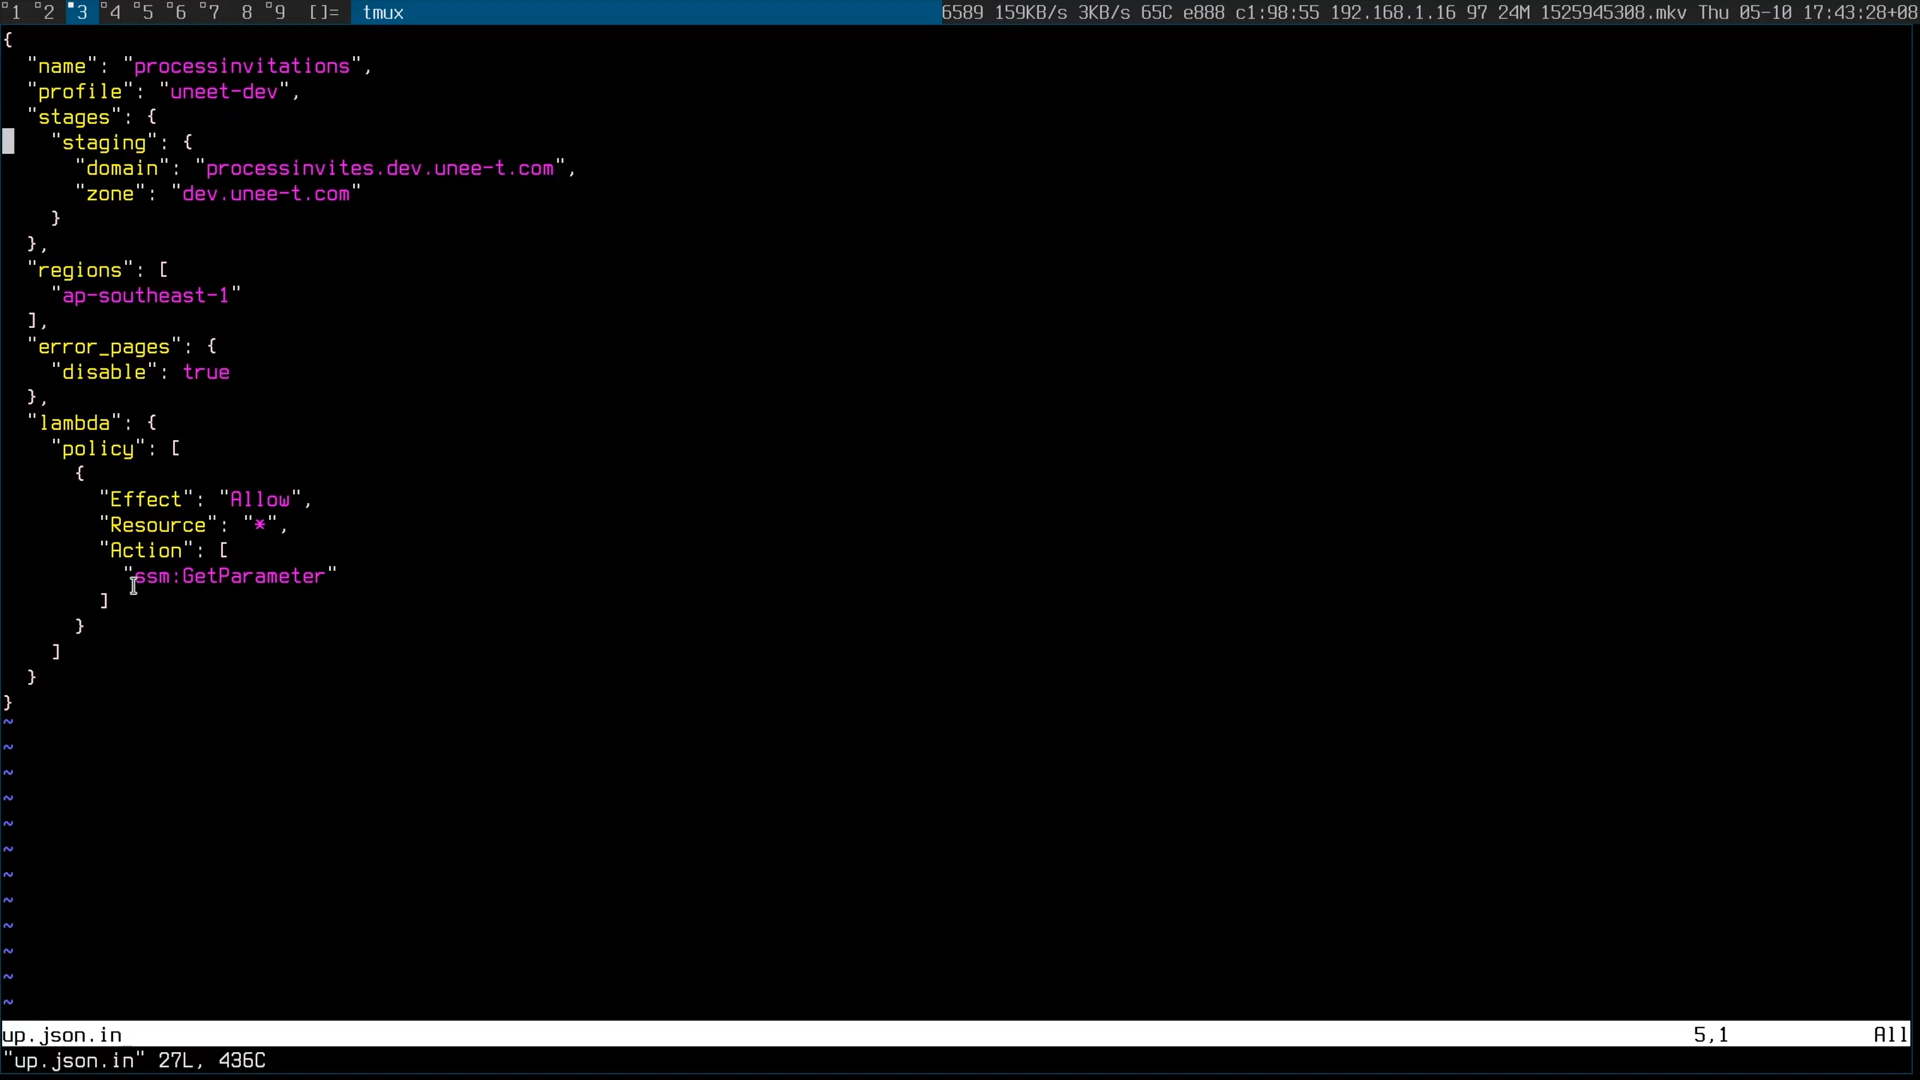 1 2 3 4 5 6 7 8 9 []= tmux 6589 159KB/s 3KB/s 65C e888 c1:98:55 192.168.1.16 97 24M 1525945308.mkv Thu 05-10 17:43:28+08
{
  "name": "processinvitations",
  "profile": "uneet-dev",
  "stages": {
    "staging": {
      "domain": "processinvites.dev.unee-t.com",
      "zone": "dev.unee-t.com"
    }
  },
  "regions": [
    "ap-southeast-1"
  ],
  "error_pages": {
    "disable": true
  },
  "lambda": {
    "policy": [
      {
        "Effect": "Allow",
        "Resource": "*",
        "Action": [
          "ssm:GetParameter"
        ]
      }
    ]
  }
}
~
~
~
~
~
~
~
~
~
~
~
~
up.json.in 5,1 All
"up.json.in" 27L, 436C